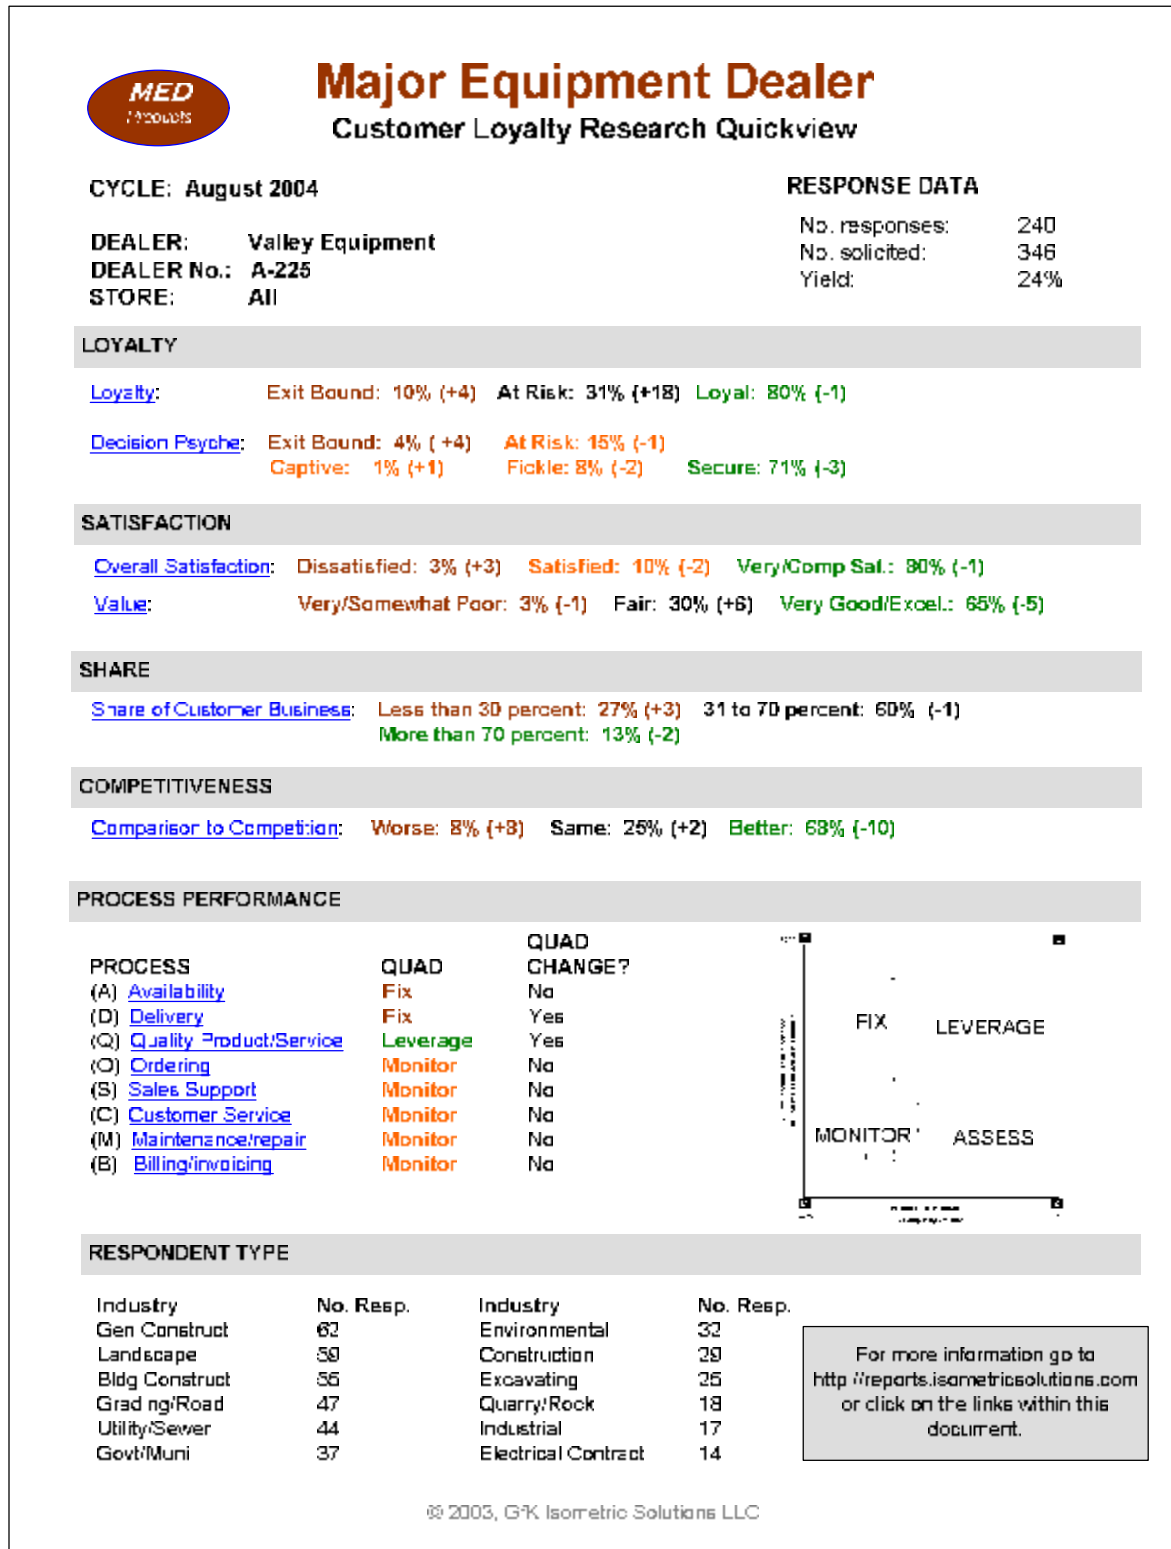 MED
Products
Major Equipment Dealer
Customer Loyalty Research Quickview
CYCLE: August 2004
DEALER: Valley Equipment
DEALER No.: A-225
STORE: All
RESPONSE DATA
No. responses: 240
No. solicited: 346
Yield: 24%
LOYALTY
Loyalty: Exit Bound: 10% (+4) At Risk: 31% (+18) Loyal: 80% (-1)
Decision Psyche: Exit Bound: 4% ( +4) At Risk: 15% (-1)
Captive: 1% (+1) Fickle: 8% (-2) Secure: 71% (-3)
SATISFACTION
Overall Satisfaction: Dissatisfied: 3% (+3) Satisfied: 10% (-2) Very/Comp Sat.: 80% (-1)
Value: Very/Somewhat Poor: 3% (-1) Fair: 30% (+6) Very Good/Excel.: 65% (-5)
SHARE
Share of Customer Business: Less than 30 percent: 27% (+3) 31 to 70 percent: 60% (-1)
More than 70 percent: 13% (-2)
COMPETITIVENESS
Comparison to Competition: Worse: 8% (+8) Same: 25% (+2) Better: 68% (-10)
PROCESS PERFORMANCE
PROCESS QUAD QUAD CHANGE?
(A) Availability Fix No
(D) Delivery Fix Yes
(Q) Quality Product/Service Leverage Yes
(O) Ordering Monitor No
(S) Sales Support Monitor No
(C) Customer Service Monitor No
(M) Maintenance/repair Monitor No
(B) Billing/invoicing Monitor No
FIX LEVERAGE
MONITOR ASSESS
RESPONDENT TYPE
Industry No. Resp. Industry No. Resp.
Gen Construct 62 Environmental 32
Landscape 59 Construction 29
Bldg Construct 55 Excavating 25
Grading/Road 47 Quarry/Rock 18
Utility/Sewer 44 Industrial 17
Govt/Muni 37 Electrical Contract 14
For more information go to
http://reports.isometricsolutions.com
or click on the links within this
document.
© 2003, GfK Isometric Solutions LLC